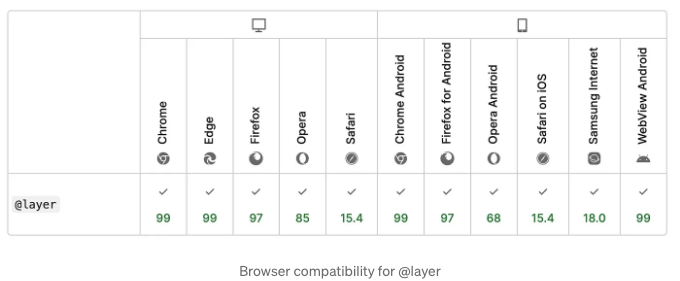 Chrome
Edge
Firefox
Opera
Safari
Chrome Android
Firefox for Android
Opera Android
Safari on iOS
Samsung Internet
WebView Android
@layer
✓ ✓ ✓ ✓ ✓ ✓ ✓ ✓ ✓ ✓ ✓
99 99 97 85 15.4 99 97 68 15.4 18.0 99
Browser compatibility for @layer